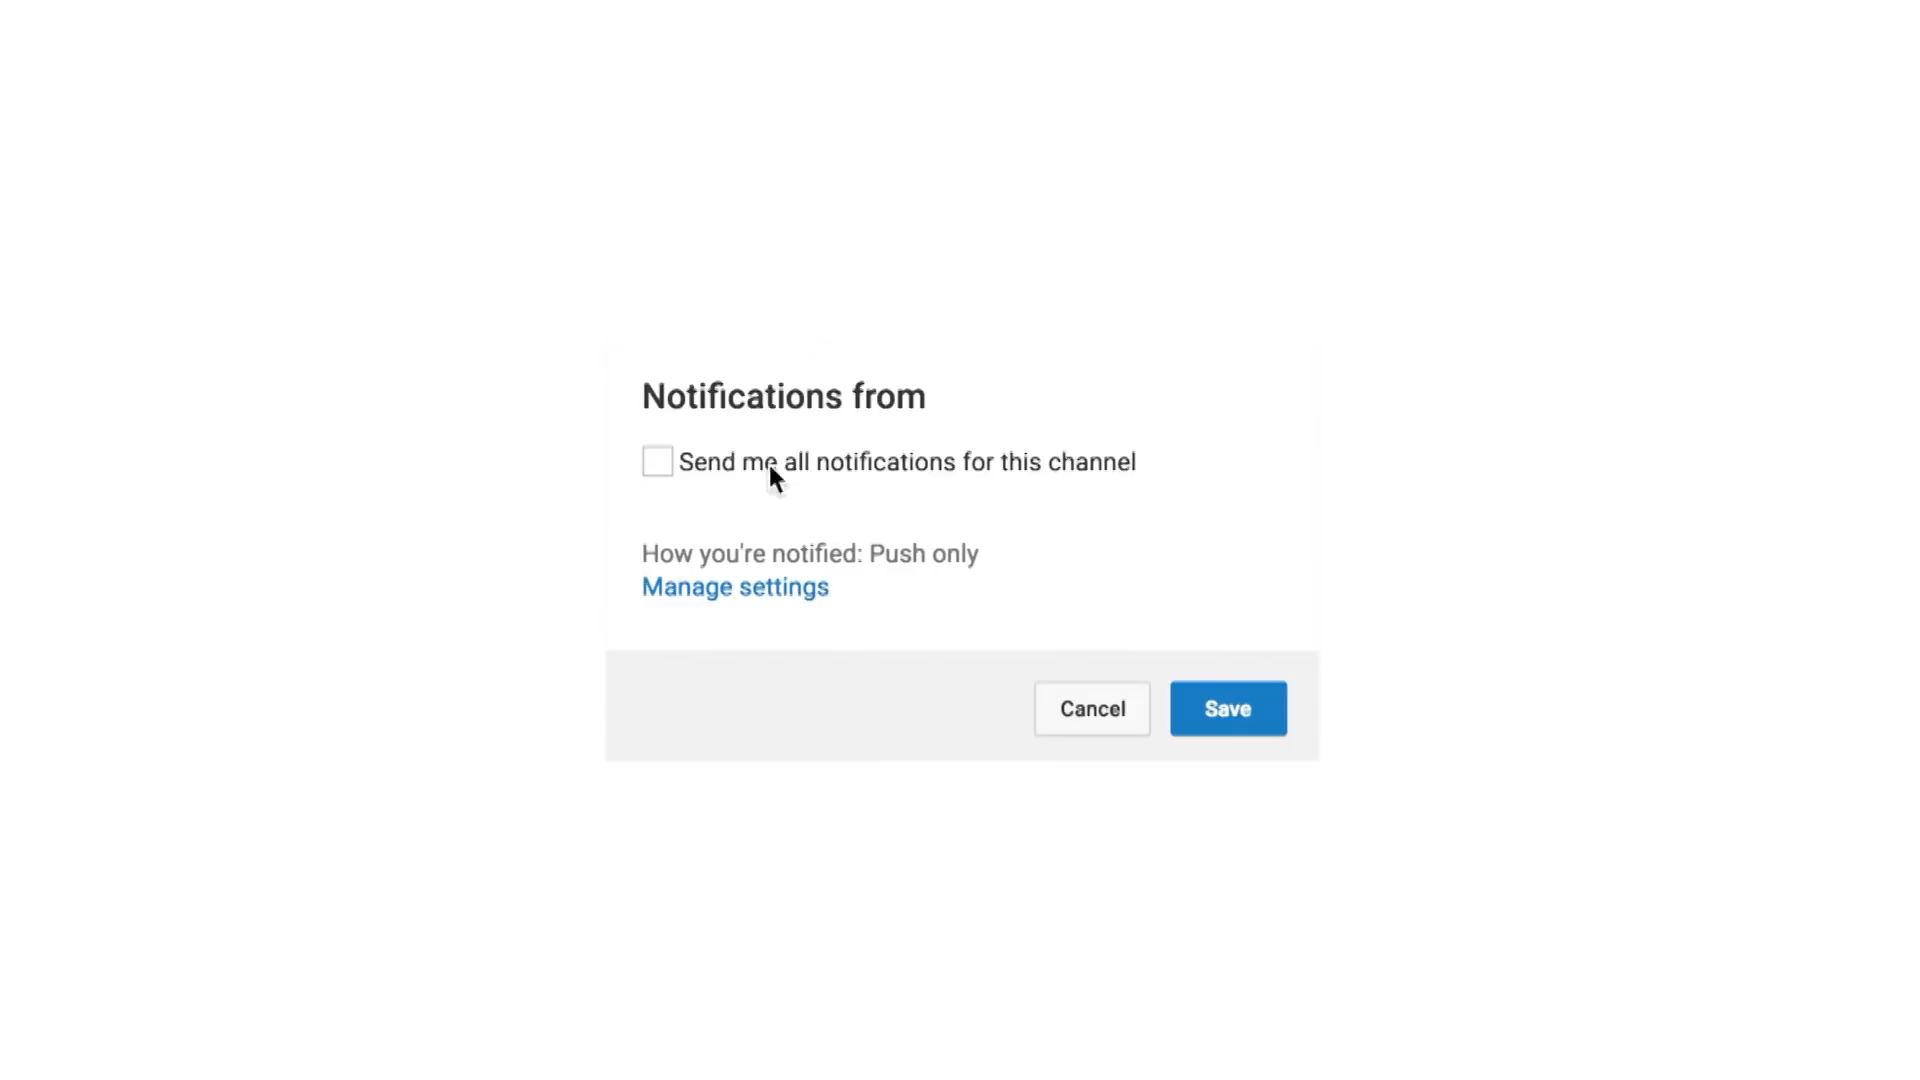 Notifications from
Send me all notifications for this channel
How you're notified: Push only
Manage settings
Cancel
Save